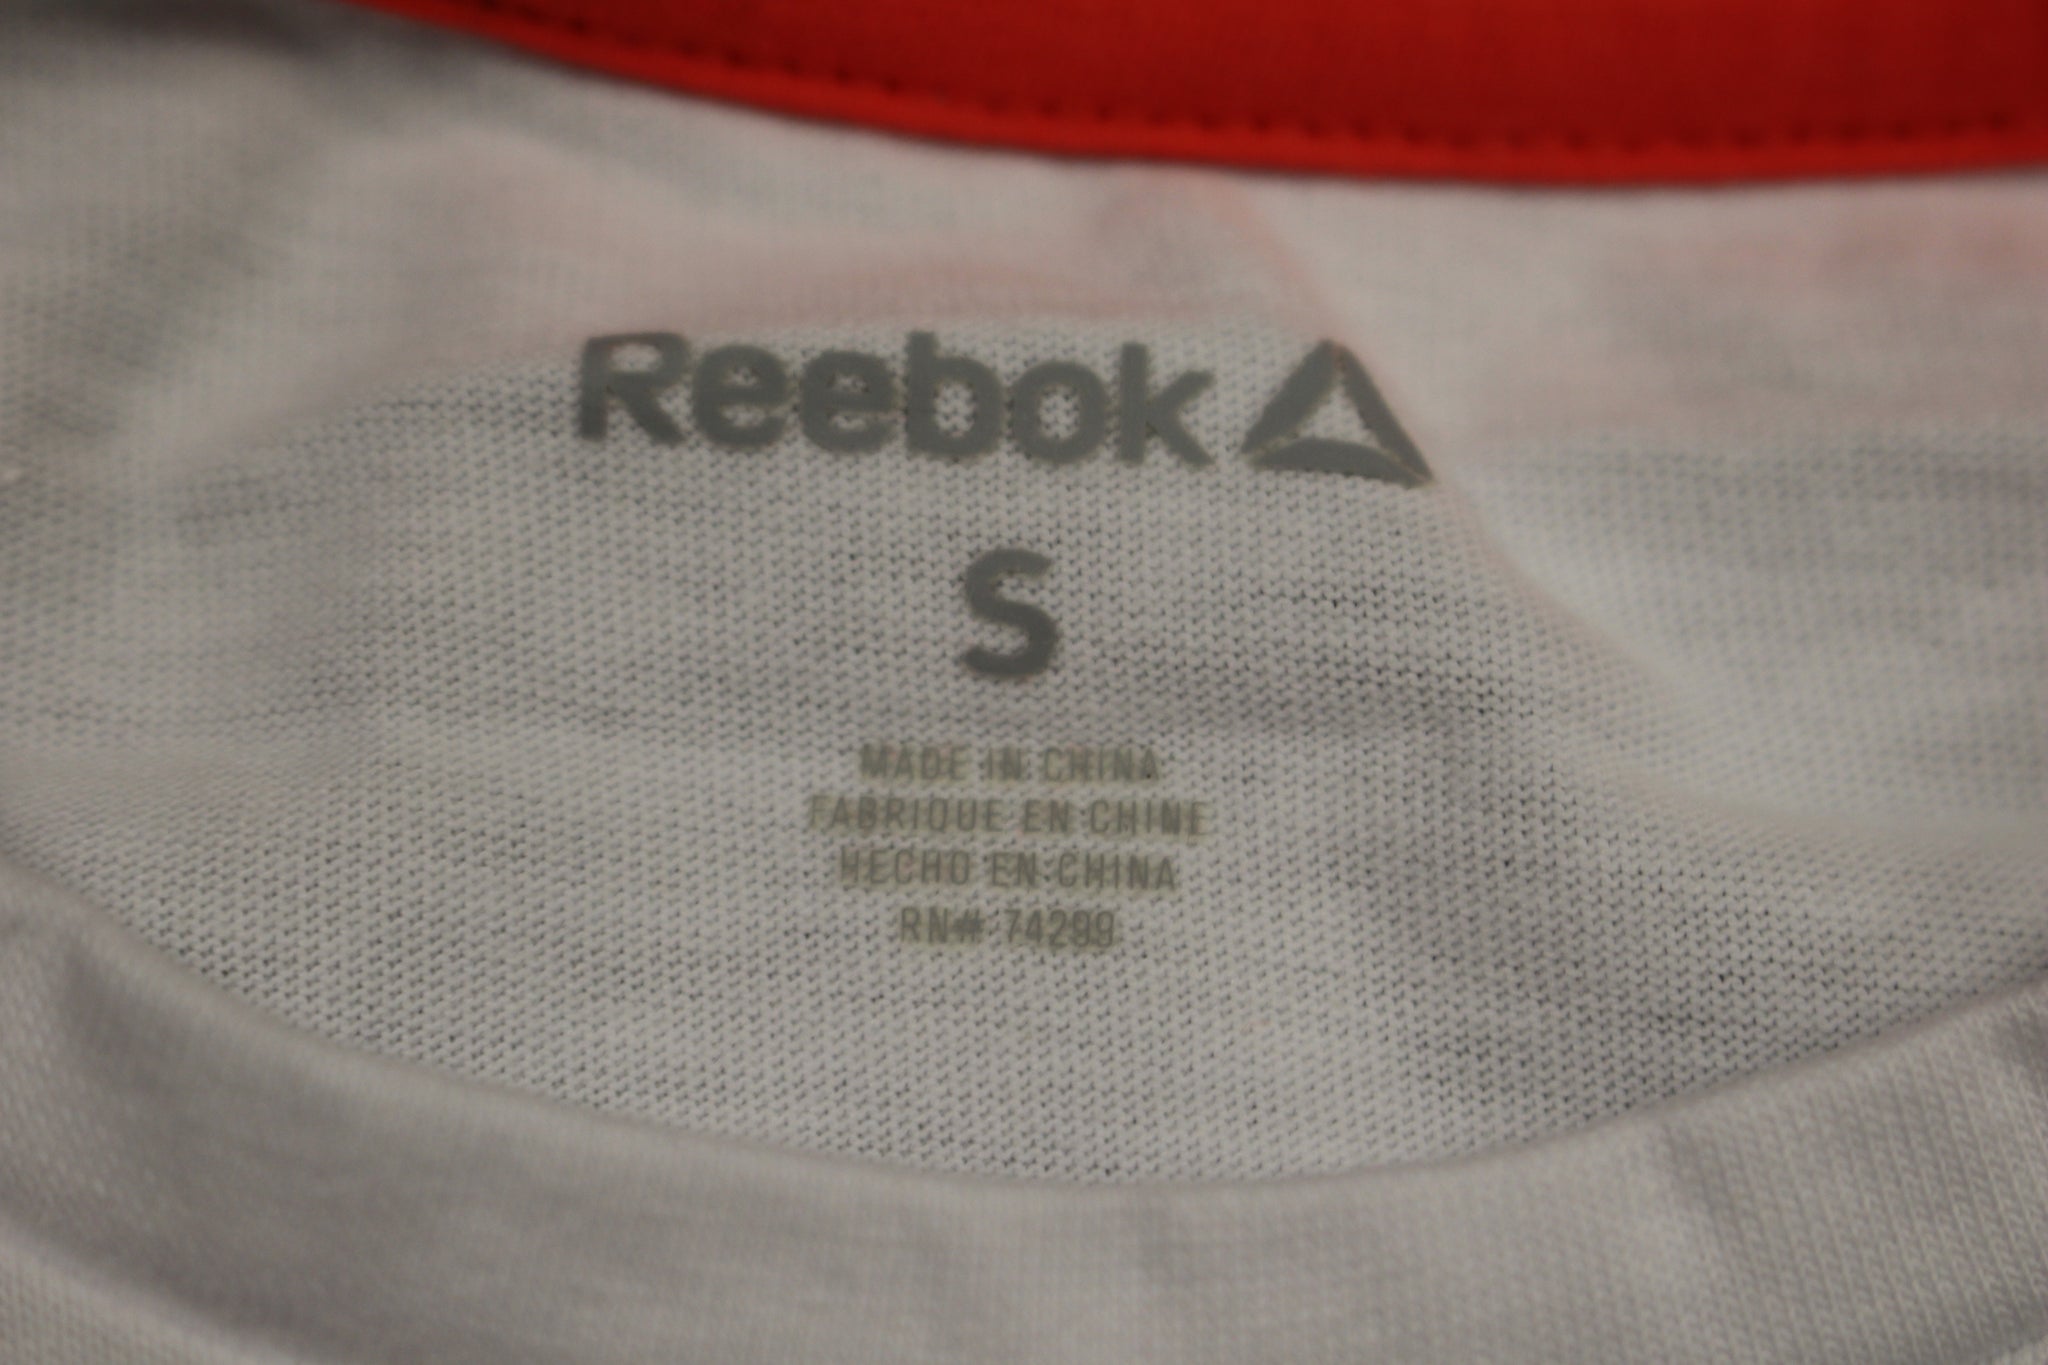 Reebok
S
MADE IN CHINA
FABRIQUE EN CHINE
HECHO EN CHINA
RN# 74299